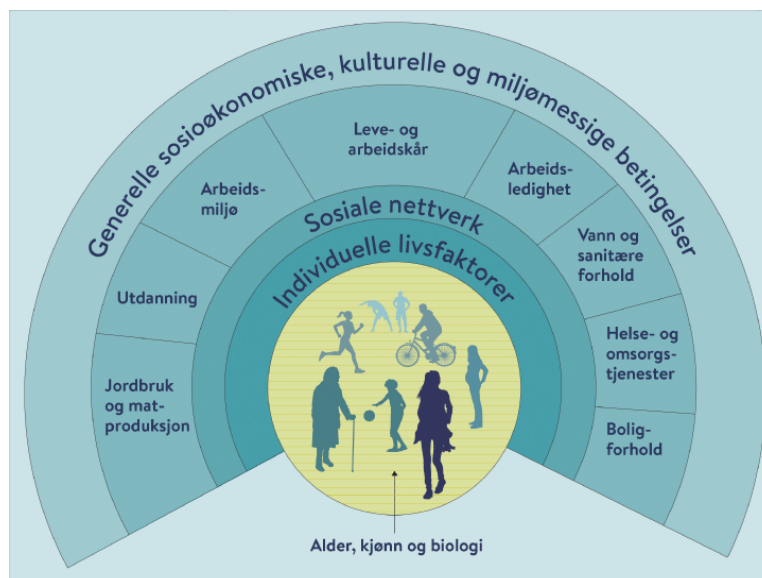 Generelle sosioøkonomiske, kulturelle og miljømessige betingelser
Leve- og
arbeidskår
Arbeids-
miljø
Arbeids-
ledighet
Sosiale nettverk
Individuelle livsfaktorer
Vann og
sanitære
forhold
Utdanning
Helse- og
omsorgs-
tjenester
Jordbruk
og mat-
produksjon
Bolig-
forhold
Alder, kjønn og biologi